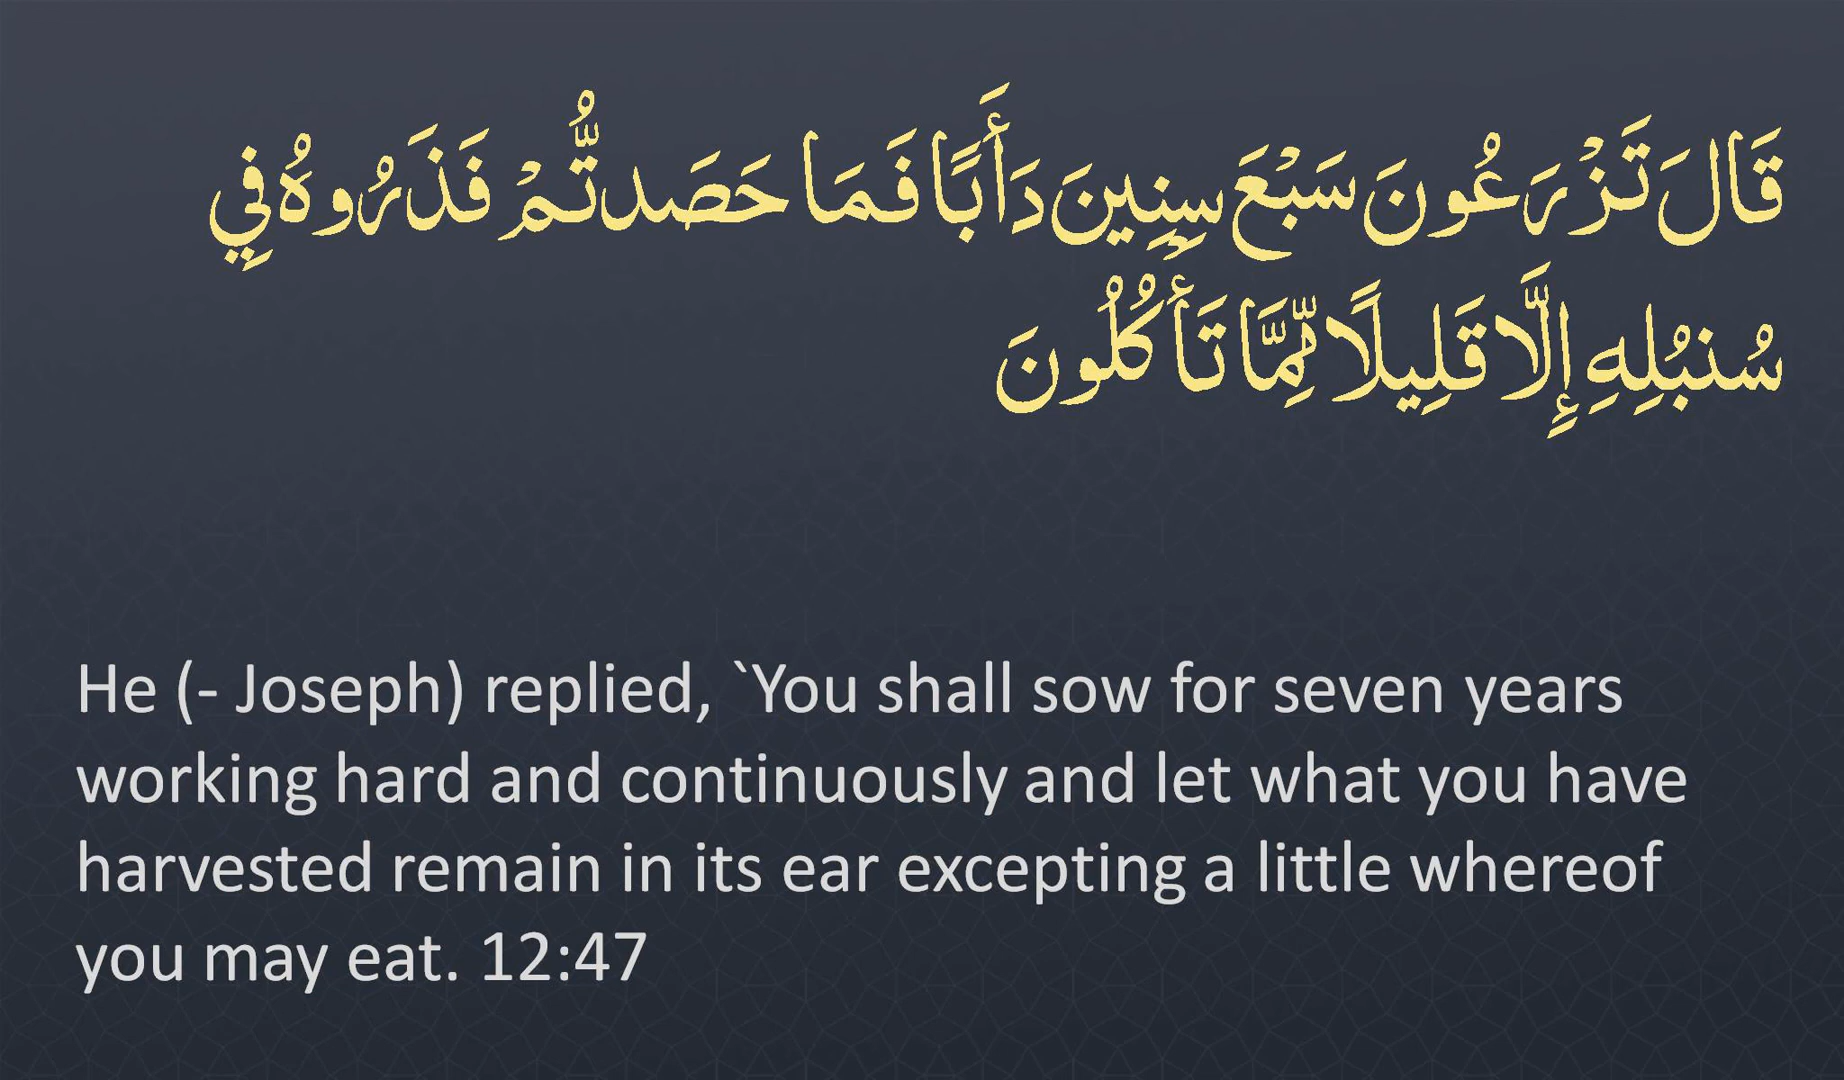 قَالَ تَزْرَعُونَ سَبْعَ سِنِينَ دَأَبًا فَمَا حَصَدتُّمْ فَذَرُوهُ فِي
سُنبُلِهِ إِلَّا قَلِيلًا مِّمَّا تَأْكُلُونَ
He (- Joseph) replied, `You shall sow for seven years
working hard and continuously and let what you have
harvested remain in its ear excepting a little whereof
you may eat. 12:47